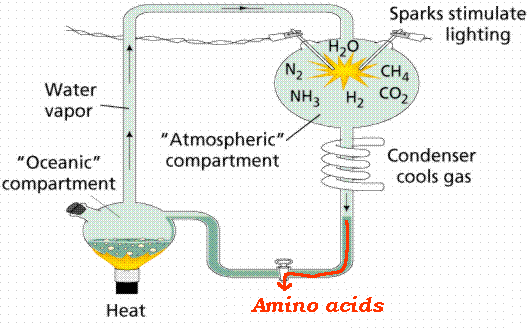 Sparks stimulate
lighting
H₂O
N₂
CH₄
NH₃
H₂
CO₂
Water
vapor
"Atmospheric"
compartment
"Oceanic"
compartment
Condenser
cools gas
Heat
Amino acids